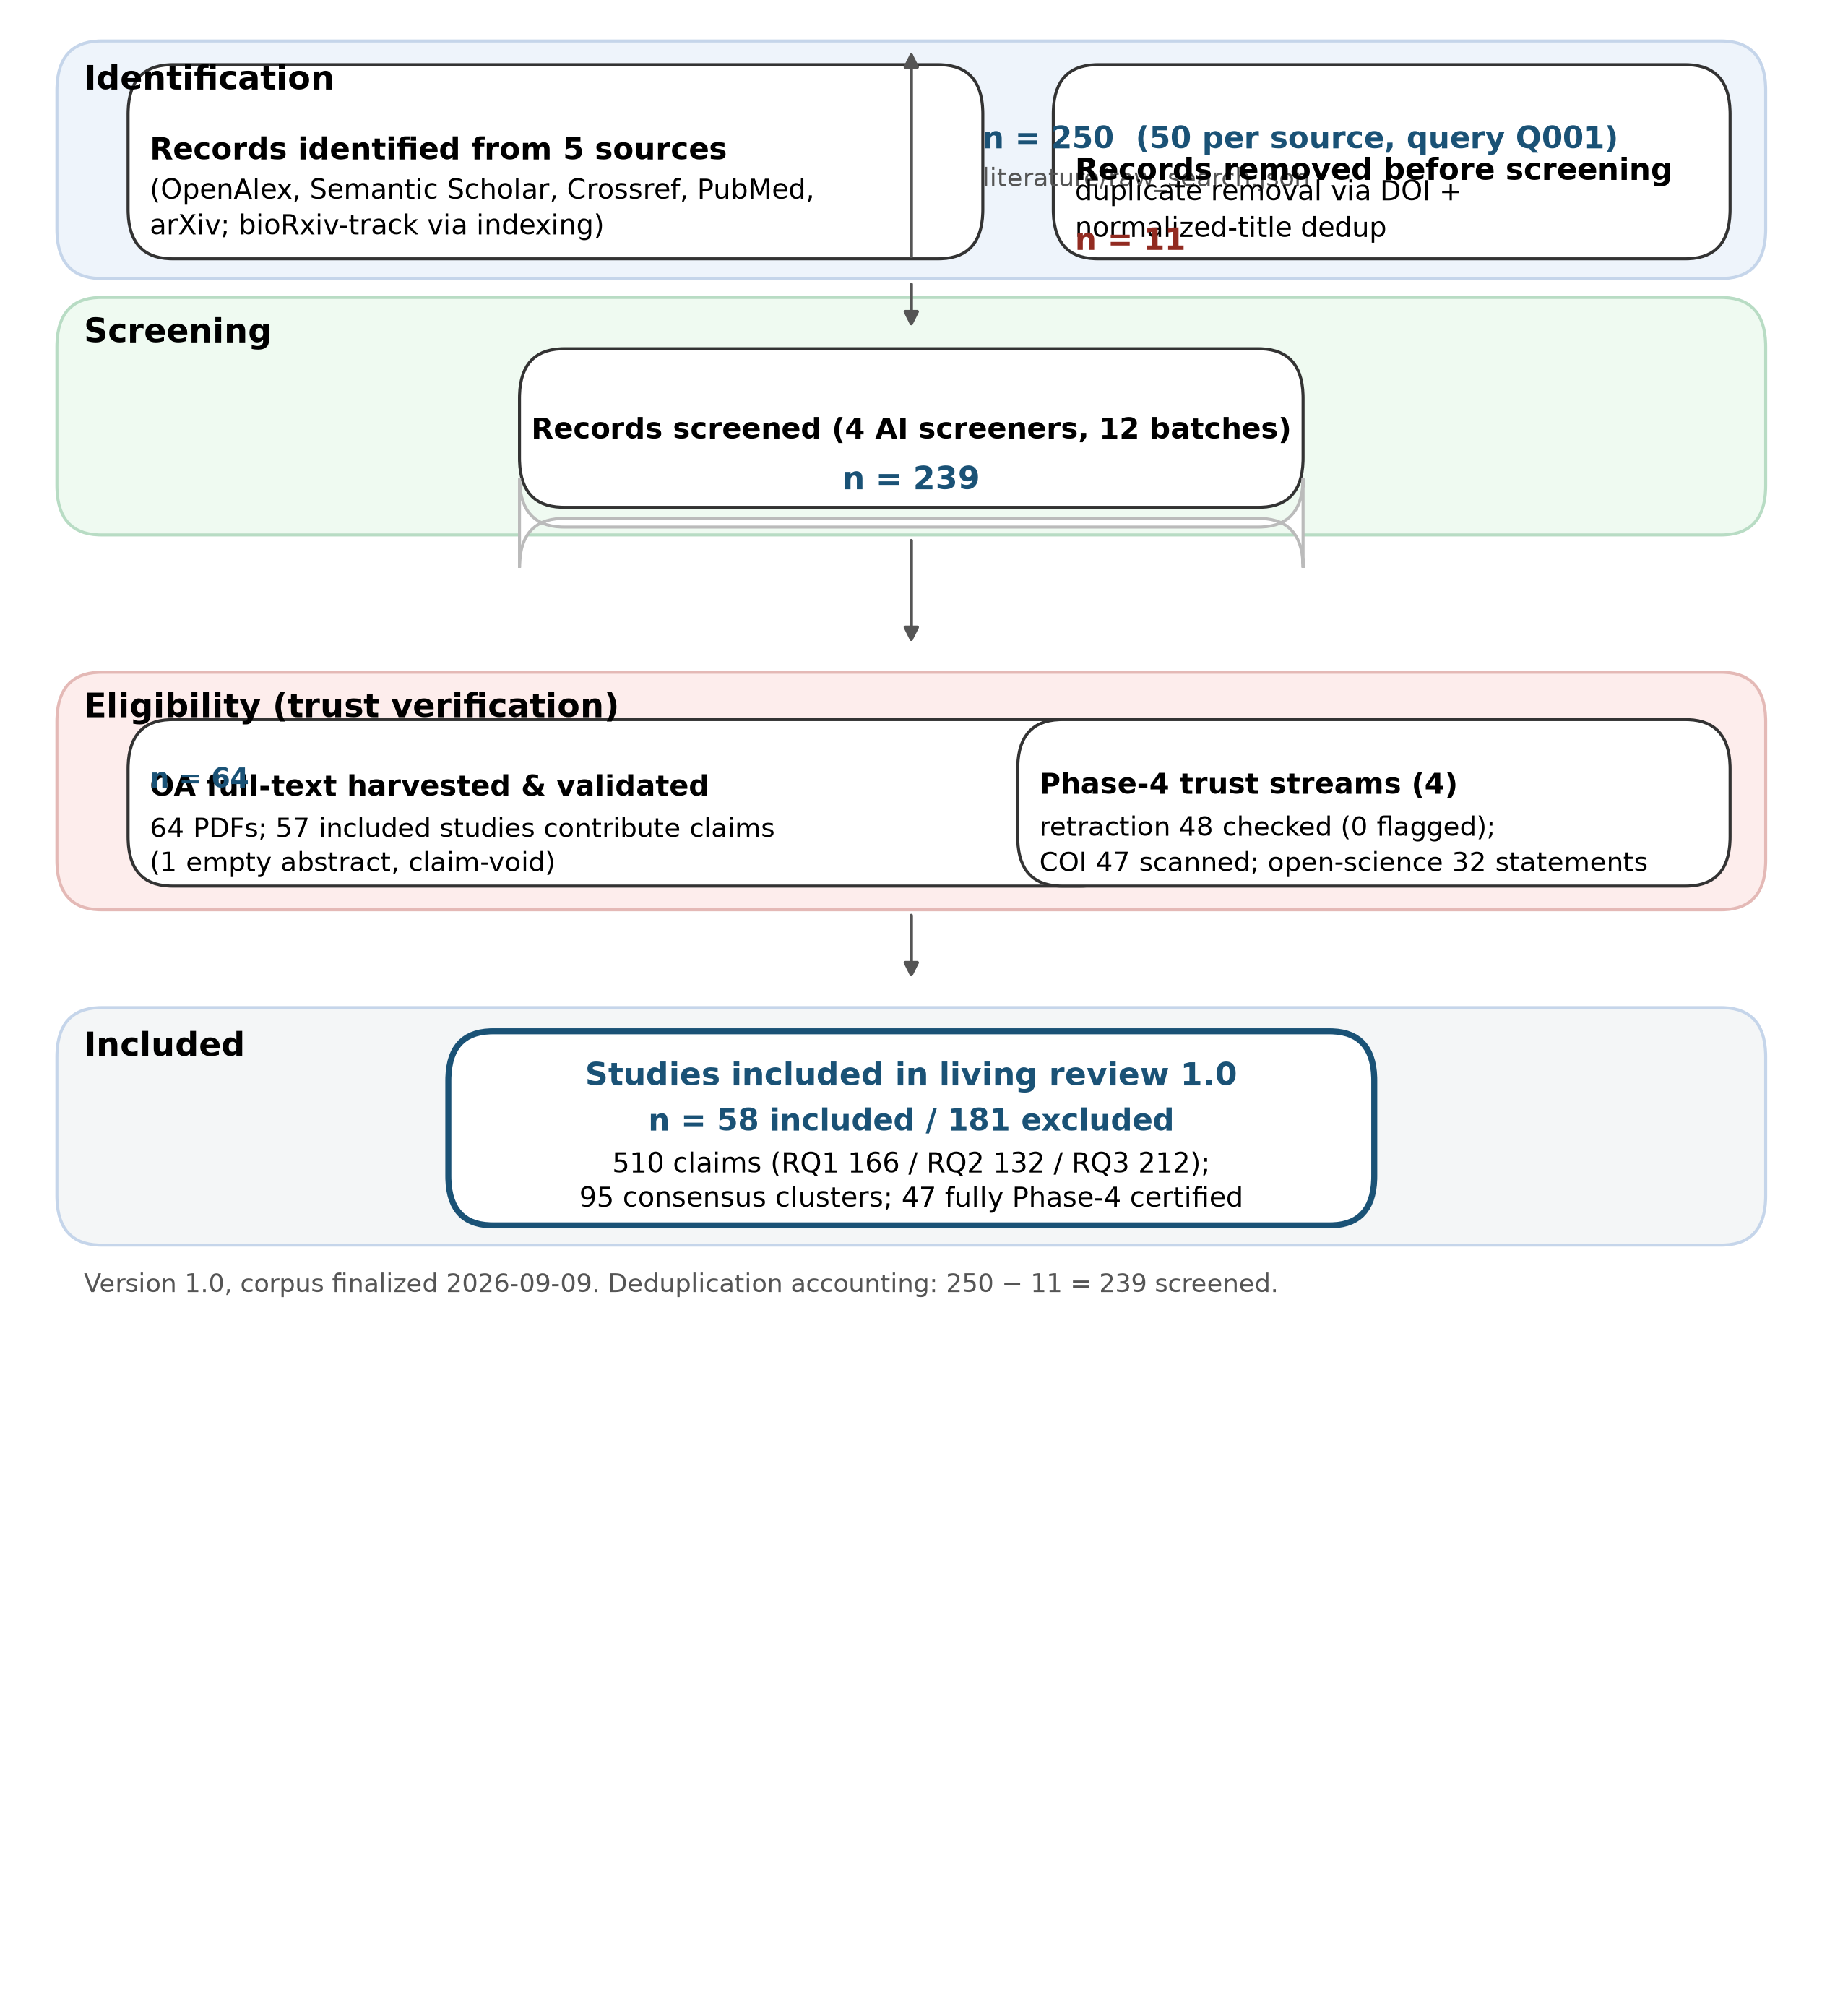 Identification
Records identified from 5 sources
(OpenAlex, Semantic Scholar, Crossref, PubMed,
arXiv; bioRxiv-track via indexing)
n = 250  (50 per source, query Q001)
literature/raw_search.json
Records removed before screening
duplicate removal via DOI +
normalized-title dedup
n = 11
Screening
Records screened (4 AI screeners, 12 batches)
n = 239
Eligibility (trust verification)
n = 64
OA full-text harvested & validated
64 PDFs; 57 included studies contribute claims
(1 empty abstract, claim-void)
Phase-4 trust streams (4)
retraction 48 checked (0 flagged);
COI 47 scanned; open-science 32 statements
Included
Studies included in living review 1.0
n = 58 included / 181 excluded
510 claims (RQ1 166 / RQ2 132 / RQ3 212);
95 consensus clusters; 47 fully Phase-4 certified
Version 1.0, corpus finalized 2026-09-09. Deduplication accounting: 250 − 11 = 239 screened.